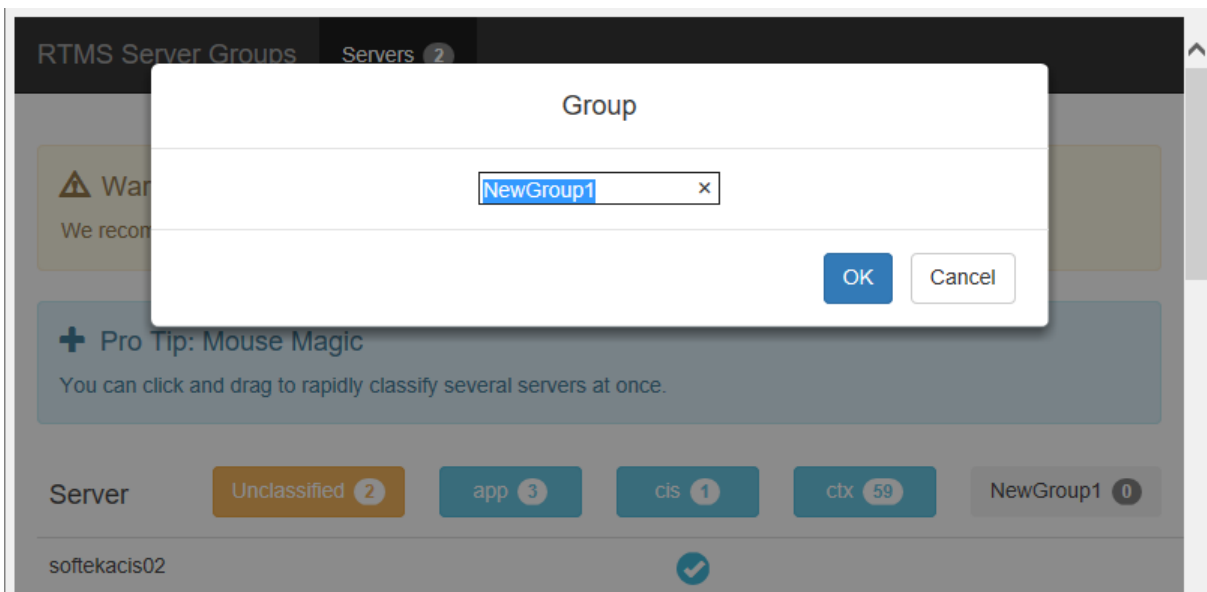 RTMS Server Groups Servers 2
Group
NewGroup1 ×
We recom
OK Cancel
Pro Tip: Mouse Magic
You can click and drag to rapidly classify several servers at once.
Server Unclassified 2 app 3 cis 1 ctx 59 NewGroup1 0
softekacis02